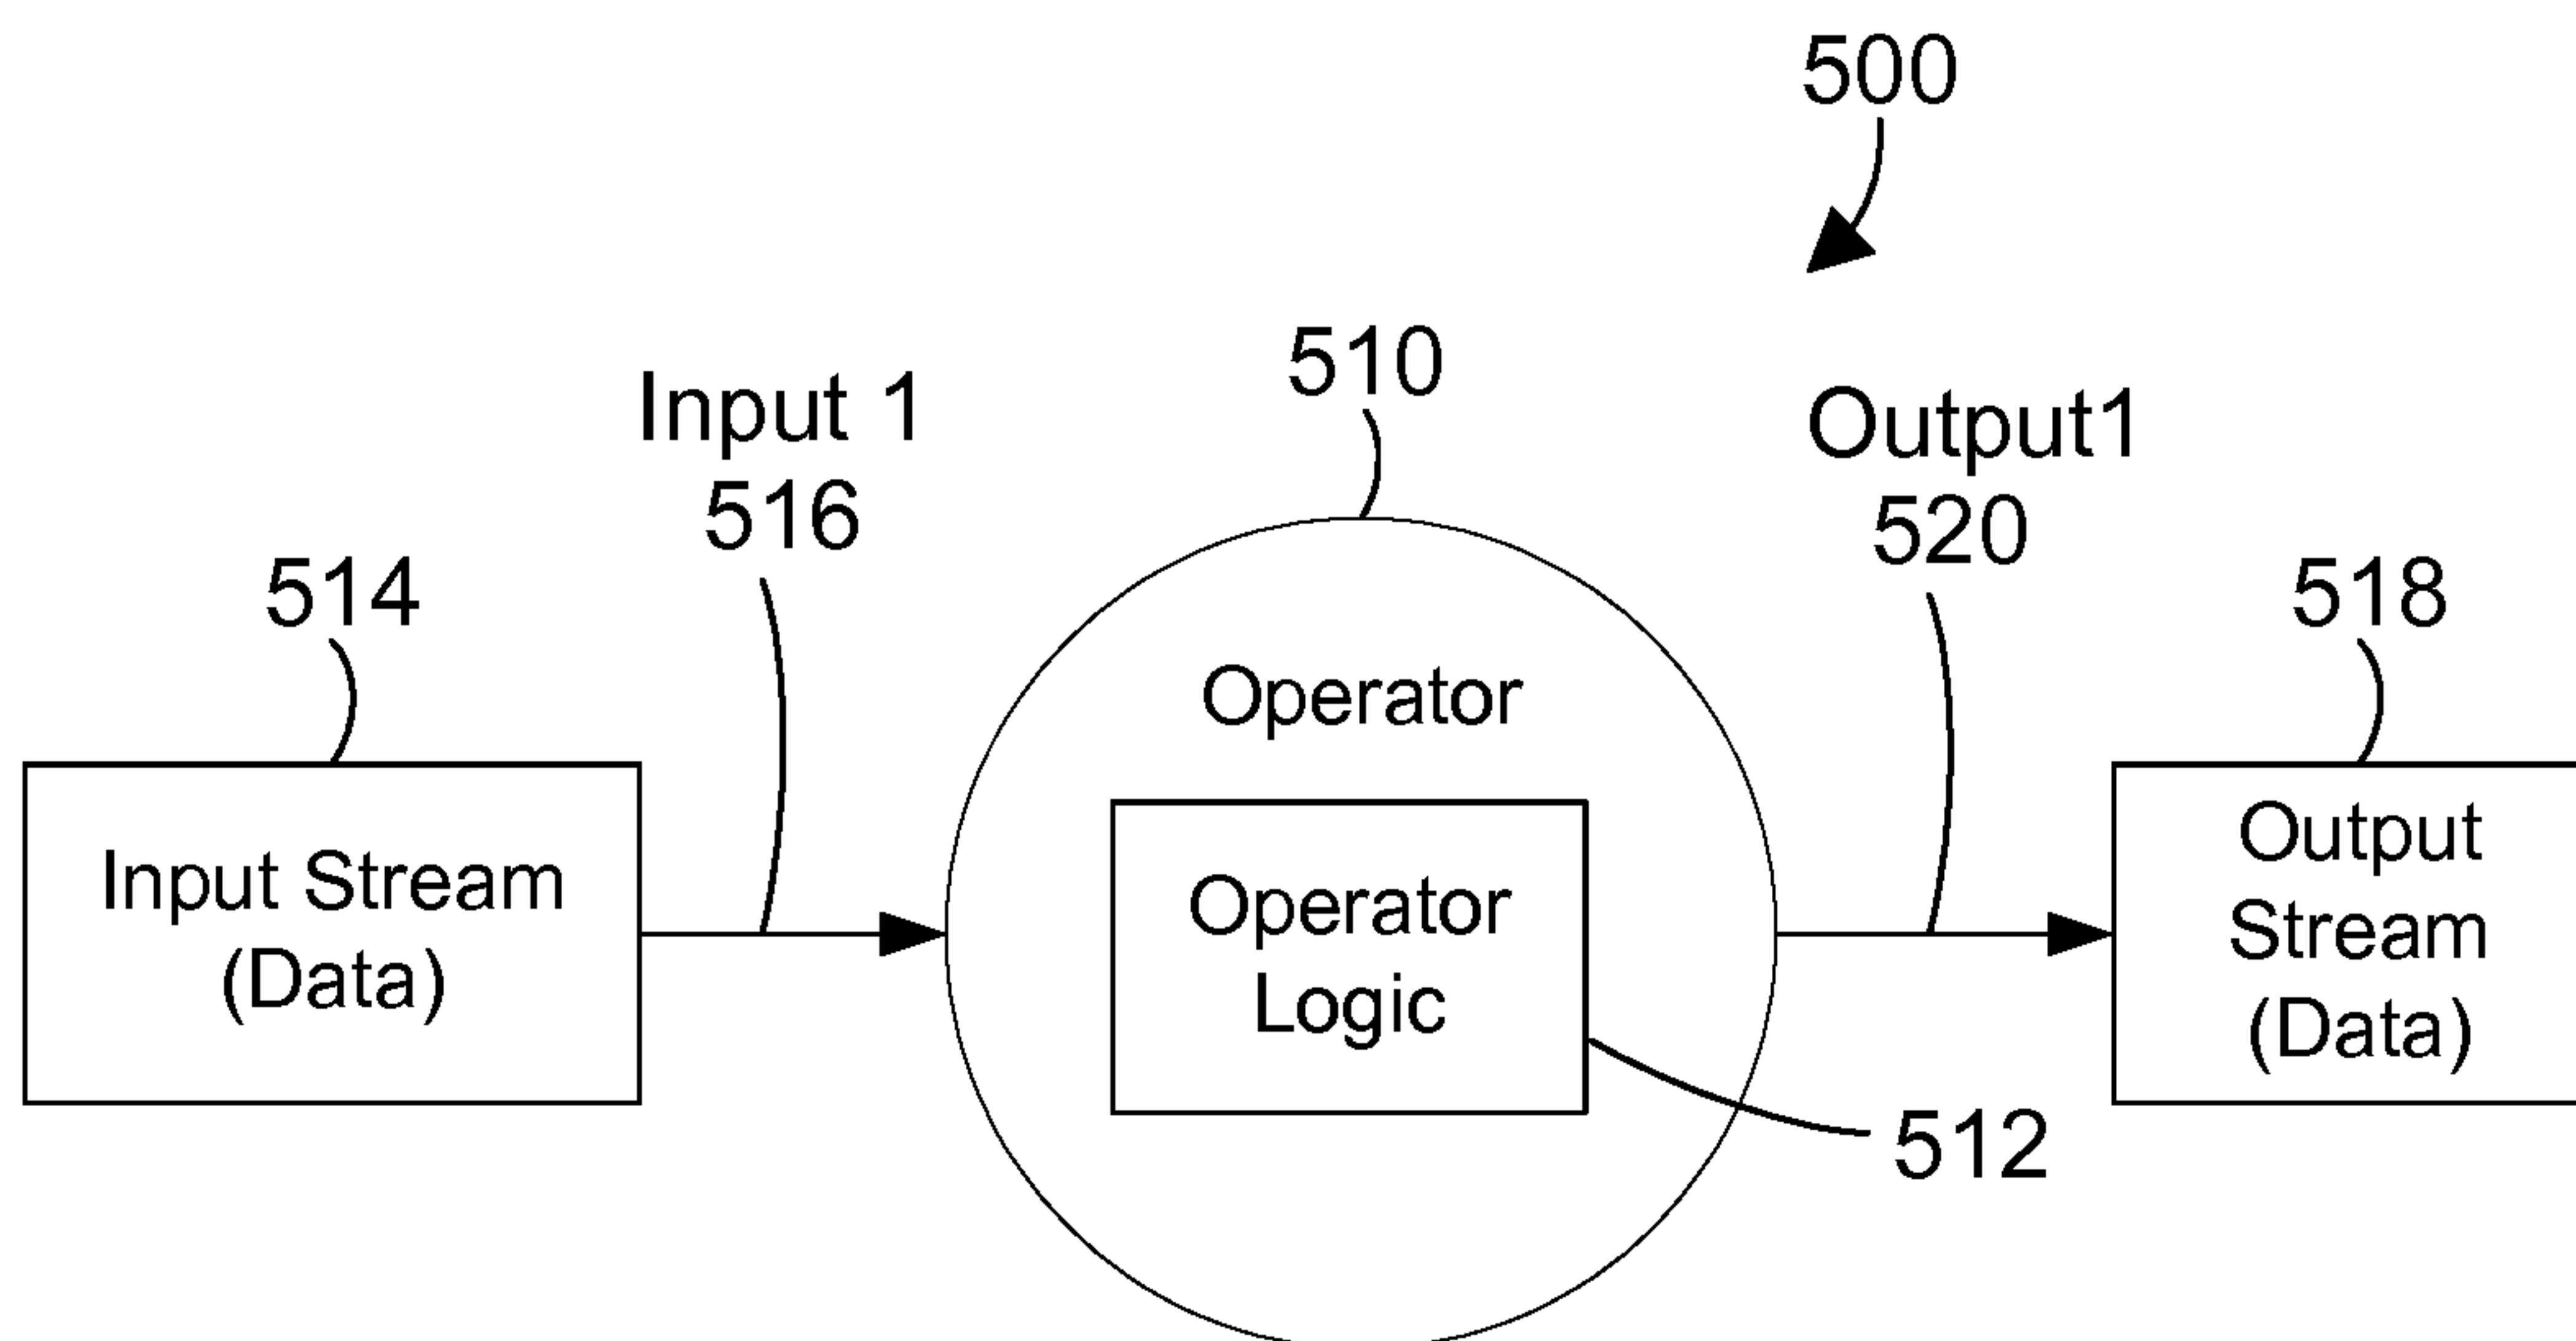 500
510
Input 1
516
Output1
520
514
518
Operator
Input Stream
(Data)
Operator
Logic
Output
Stream
(Data)
512